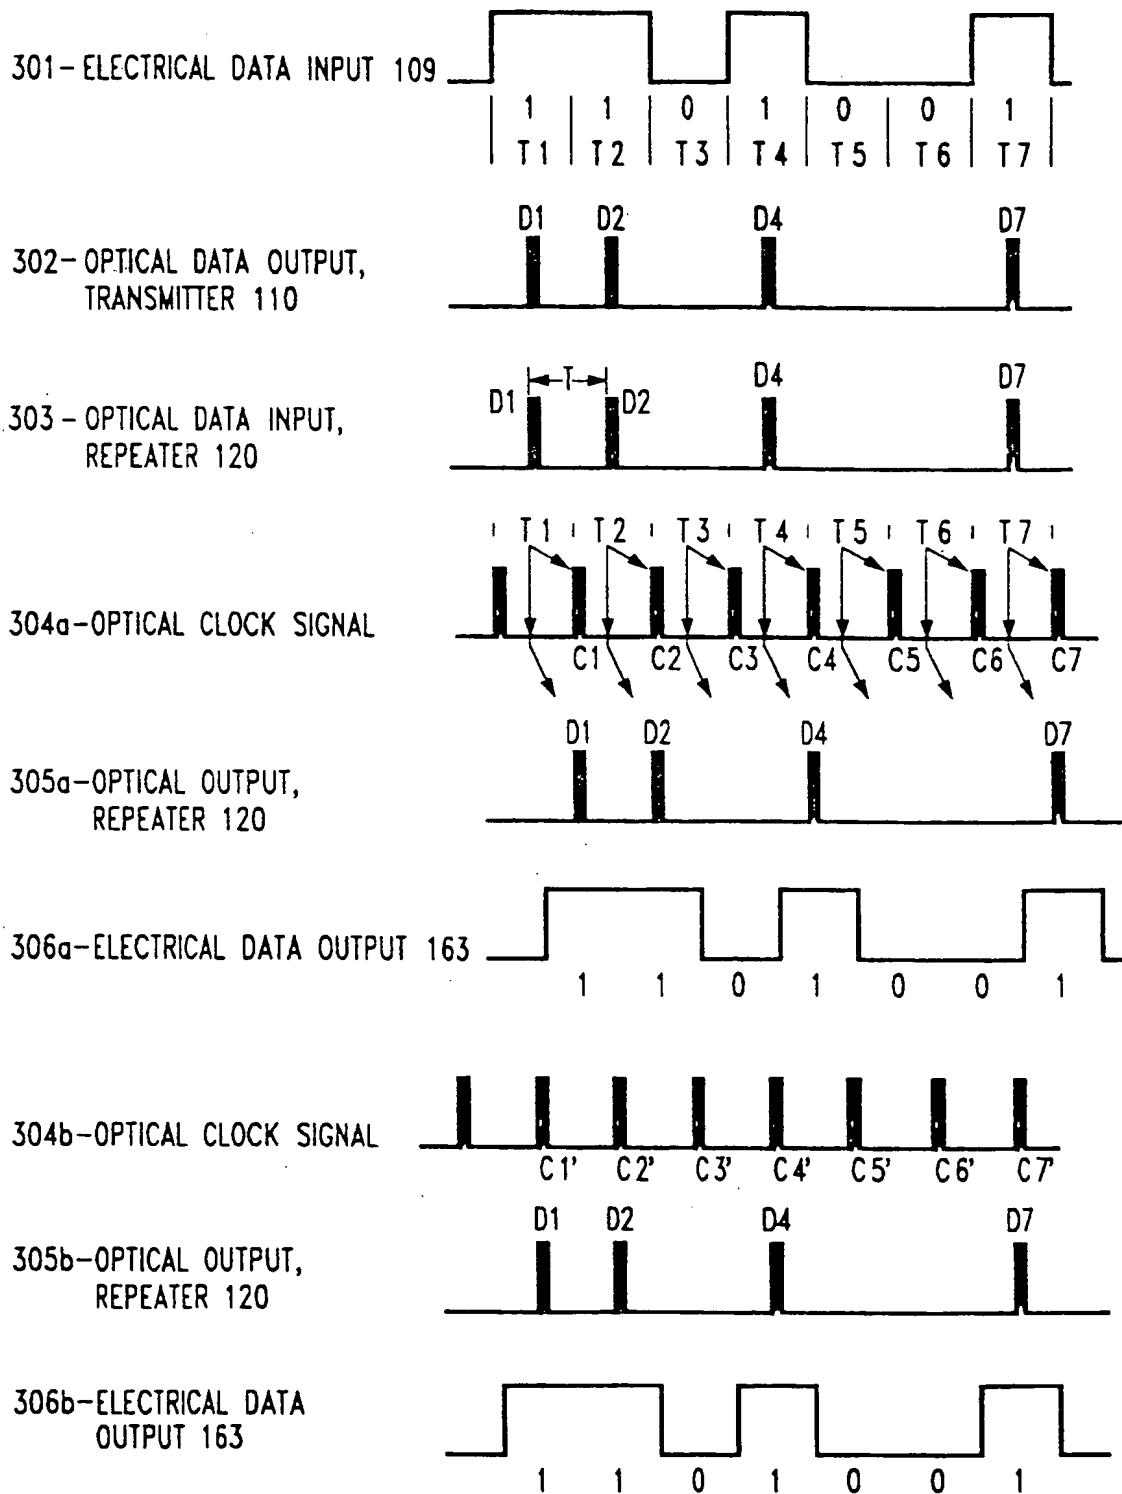 301- ELECTRICAL DATA INPUT 109
1 1 0 1 0 0 1
T1 T2 T3 T4 T5 T6 T7
D1 D2 D4 D7
302- OPTICAL DATA OUTPUT,
TRANSMITTER 110
T D4 D7
D1 D2
303- OPTICAL DATA INPUT,
REPEATER 120
T1 T2 T3 T4 T5 T6 T7
304a-OPTICAL CLOCK SIGNAL
C1 C2 C3 C4 C5 C6 C7
D1 D2 D4 D7
305a-OPTICAL OUTPUT,
REPEATER 120
306a-ELECTRICAL DATA OUTPUT 163
1 1 0 1 0 0 1
304b-OPTICAL CLOCK SIGNAL
C1' C2' C3' C4' C5' C6' C7'
D1 D2 D4 D7
305b-OPTICAL OUTPUT,
REPEATER 120
306b-ELECTRICAL DATA
OUTPUT 163
1 1 0 1 0 0 1